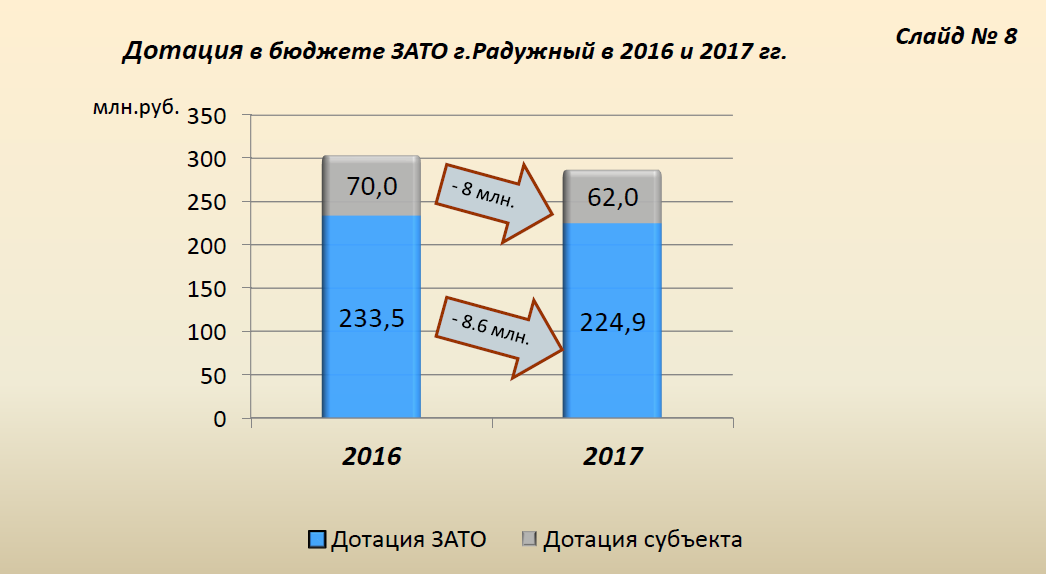 Слайд № 8
Дотация в бюджете ЗАТО г.Радужный в 2016 и 2017 гг.
млн.руб.
350
300
250
200
150
100
50
0
70,0
233,5
- 8 млн.
- 8.6 млн.
62,0
224,9
2016
2017
Дотация ЗАТО
Дотация субъекта